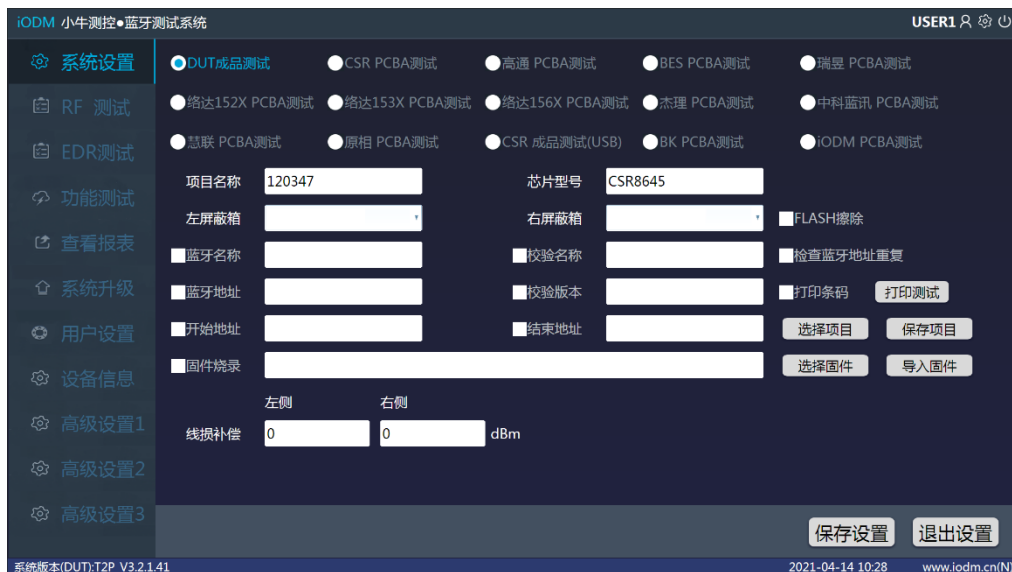 iODM 小牛测控●蓝牙测试系统
USER1
系统设置
RF 测试
EDR测试
功能测试
查看报表
系统升级
用户设置
设备信息
高级设置1
高级设置2
高级设置3
DUT成品测试 CSR PCBA测试 高通 PCBA测试 BES PCBA测试 瑞昱 PCBA测试
络达152X PCBA测试 络达153X PCBA测试 络达156X PCBA测试 杰理 PCBA测试 中科蓝讯 PCBA测试
慧联 PCBA测试 原相 PCBA测试 CSR 成品测试(USB) BK PCBA测试 iODM PCBA测试
项目名称 120347 芯片型号 CSR8645
左屏蔽箱 右屏蔽箱 FLASH擦除
蓝牙名称 校验名称 检查蓝牙地址重复
蓝牙地址 校验版本 打印条码 打印测试
开始地址 结束地址 选择项目 保存项目
固件烧录 选择固件 导入固件
左侧 右侧
线损补偿 0 0 dBm
保存设置 退出设置
系统版本(DUT):T2P V3.2.1.41 2021-04-14 10:28 www.iodm.cn(N)